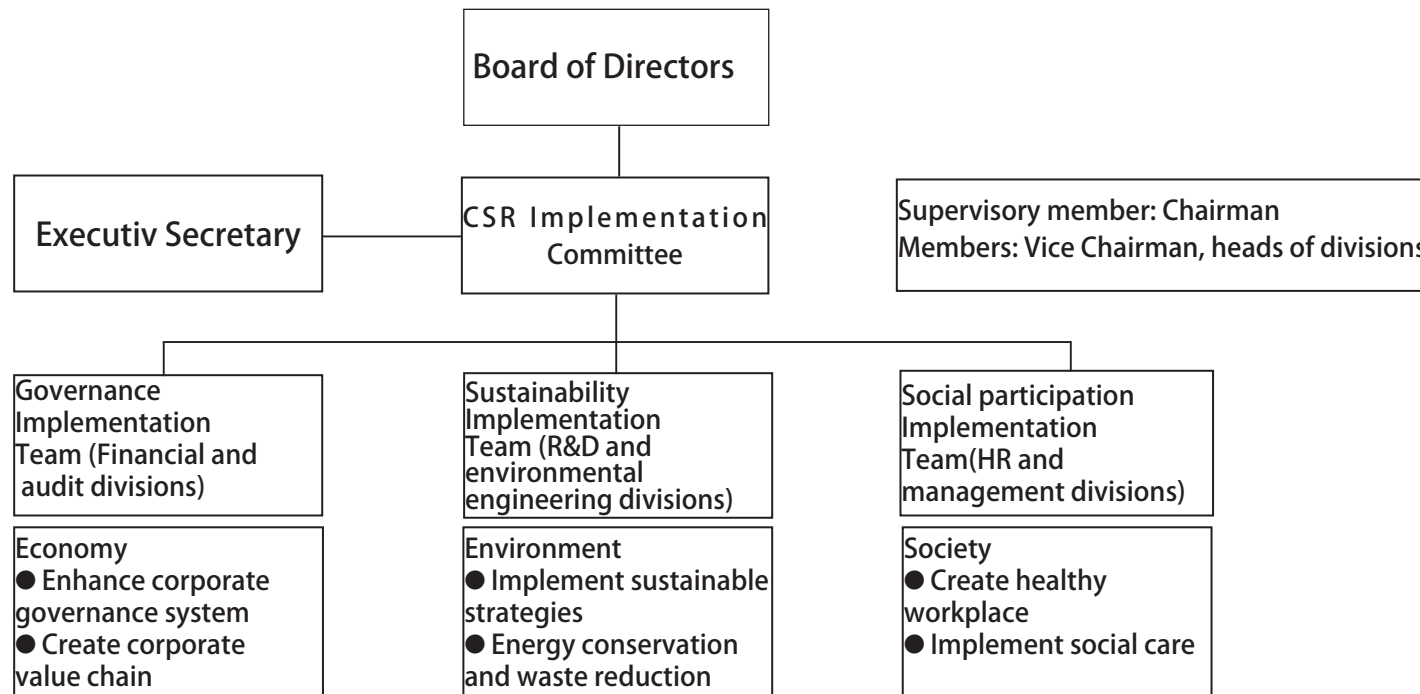 Board of Directors
Executiv Secretary
CSR Implementation
Committee
Supervisory member: Chairman
Members: Vice Chairman, heads of divisions
Governance
Implementation
Team (Financial and
audit divisions)
Sustainability
Implementation
Team (R&D and
environmental
engineering divisions)
Social participation
Implementation
Team(HR and
management divisions)
Economy
● Enhance corporate
governance system
● Create corporate
value chain
Environment
● Implement sustainable
strategies
● Energy conservation
and waste reduction
Society
● Create healthy
workplace
● Implement social care